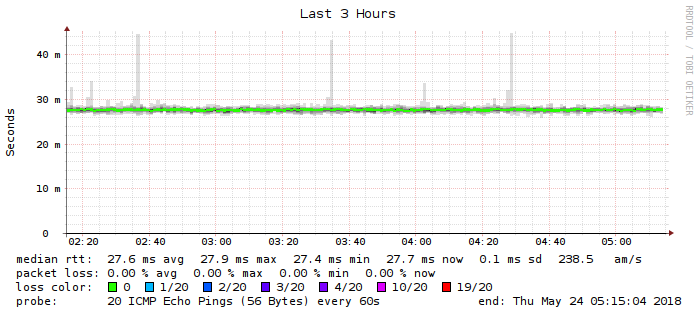 Last 3 Hours
RRDTOOL / TOBI OETIKER
Seconds
40 m
30 m
20 m
10 m
0
02:20 02:40 03:00 03:20 03:40 04:00 04:20 04:40 05:00
median rtt: 27.6 ms avg 27.9 ms max 27.4 ms min 27.7 ms now 0.1 ms sd 238.5 am/s
packet loss: 0.00 % avg 0.00 % max 0.00 % min 0.00 % now
loss color: 0 1/20 2/20 3/20 4/20 10/20 19/20
probe: 20 ICMP Echo Pings (56 Bytes) every 60s end: Thu May 24 05:15:04 2018